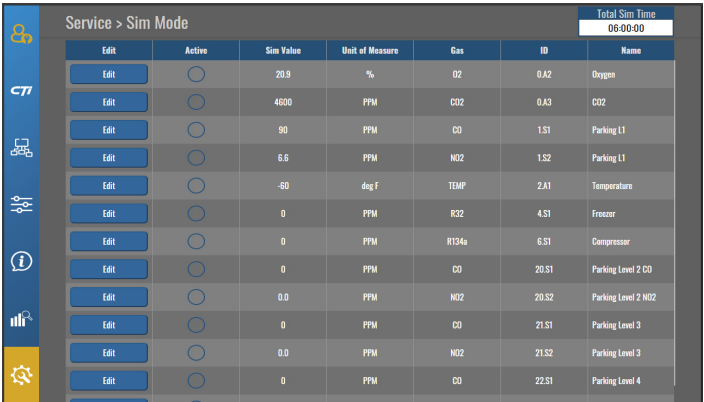 Service > Sim Mode
Total Sim Time
06:00:00
CTI
Edit Active Sim Value Unit of Measure Gas ID Name
Edit 20.9 % O2 0.A2 Oxygen
Edit 4600 PPM CO2 0.A3 CO2
Edit 90 PPM CO 1.S1 Parking L1
Edit 6.6 PPM NO2 1.S2 Parking L1
Edit -60 deg F TEMP 2.A1 Temperature
Edit 0 PPM R32 4.S1 Freezer
Edit 0 PPM R134a 6.S1 Compressor
Edit 0 PPM CO 20.S1 Parking Level 2 CO
Edit 0.0 PPM NO2 20.S2 Parking Level 2 NO2
Edit 0 PPM CO 21.S1 Parking Level 3
Edit 0.0 PPM NO2 21.S2 Parking Level 3
Edit 0 PPM CO 22.S1 Parking Level 4